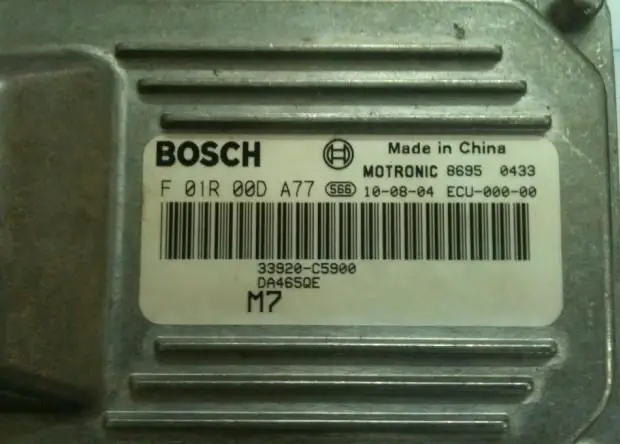 BOSCH Made in China
MOTRONIC 8695 0433
F 01R 00D A77 566 10-08-04 ECU-000-00
33920-C5900
DA465QE
M7